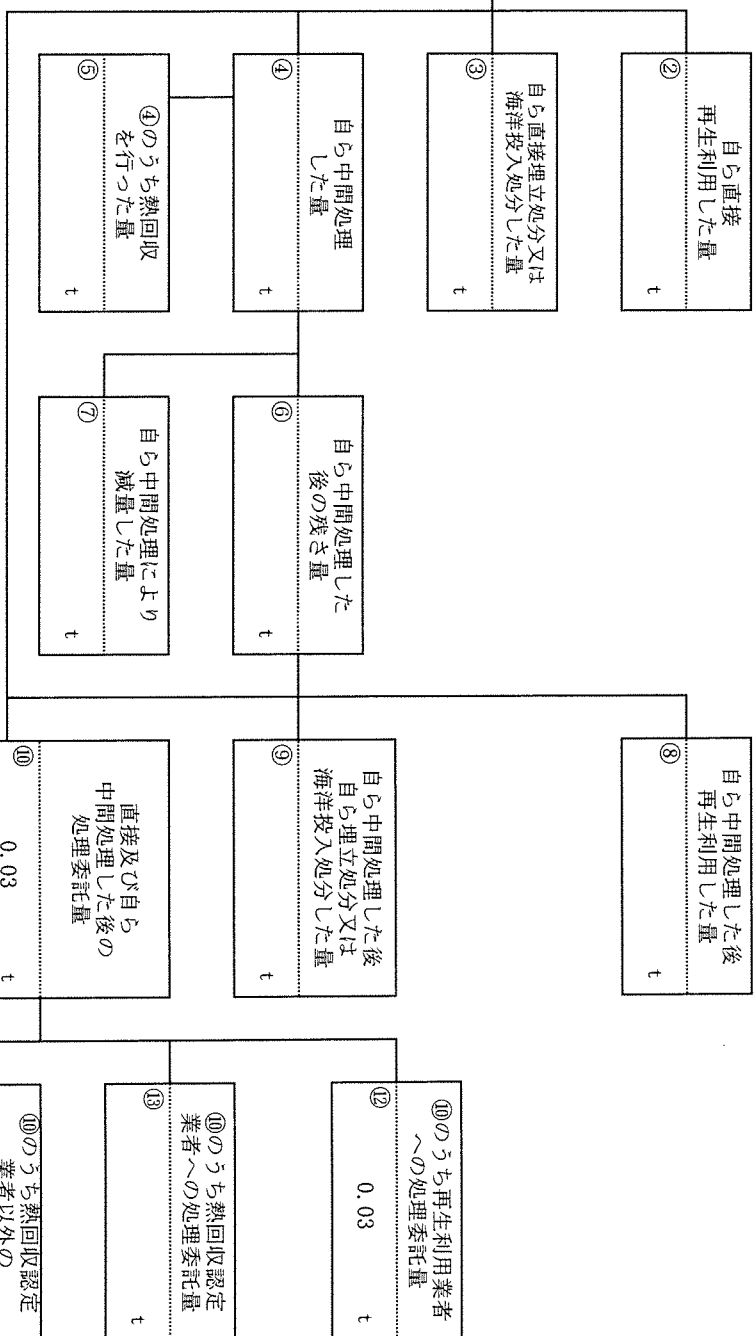 ②
自ら直接
再生利用した量
t
③
自ら直接埋立処分又は
海洋投入処分した量
t
④
自ら中間処理
した量
t
⑤
④のうち熱回収
を行った量
t
⑥
自ら中間処理した
後の残さ量
t
⑦
自ら中間処理により
減量した量
t
⑧
自ら中間処理した後
再生利用した量
t
⑨
自ら中間処理した後
自ら埋立処分又は
海洋投入処分した量
t
⑩
直接及び自ら
中間処理した後の
処理委託量
0.03 t
⑫
⑩のうち再生利用業者
への処理委託量
0.03 t
⑬
⑩のうち熱回収認定
業者への処理委託量
t
⑩のうち熱回収認定
業者以外の